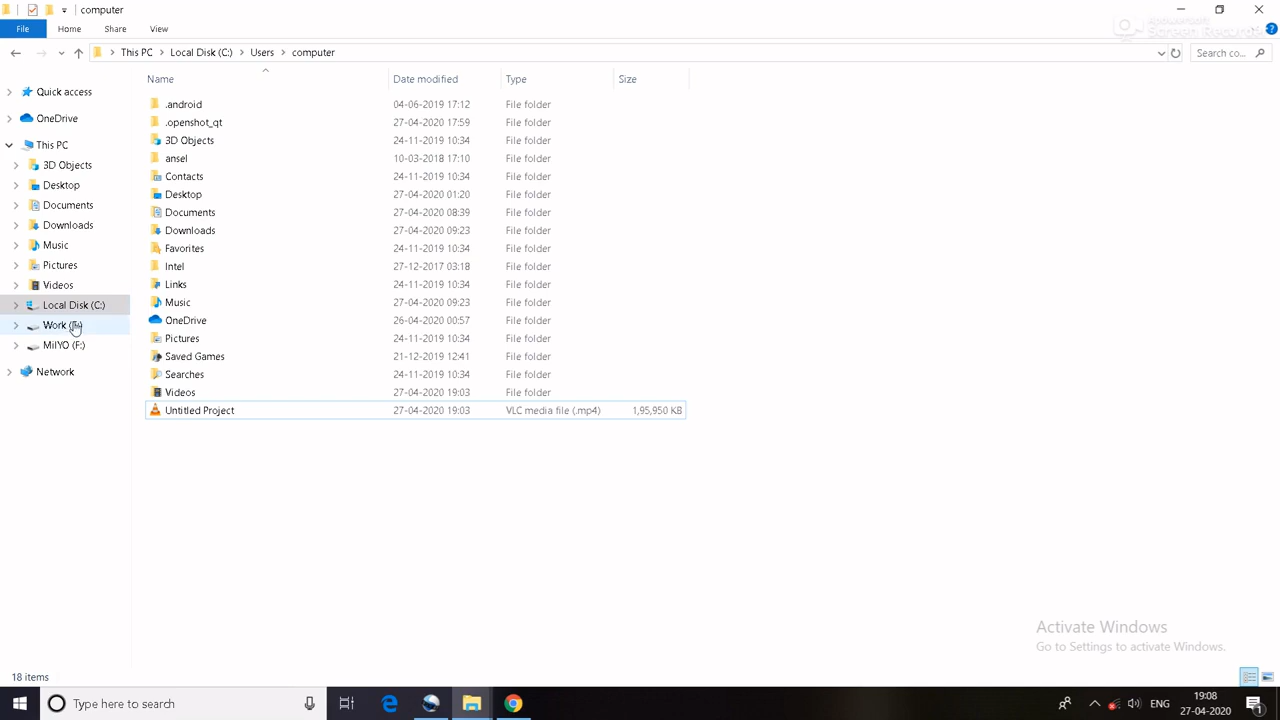 computer
File Home Share View
This PC Local Disk (C:) Users computer
Search co...
Name Date modified Type Size
Quick access
OneDrive
This PC
3D Objects
Desktop
Documents
Downloads
Music
Pictures
Videos
Local Disk (C:)
Work
MilYO (F:)
Network
.android 04-06-2019 17:12 File folder
.openshot_qt 27-04-2020 17:59 File folder
3D Objects 24-11-2019 10:34 File folder
ansel 10-03-2018 17:10 File folder
Contacts 24-11-2019 10:34 File folder
Desktop 27-04-2020 01:20 File folder
Documents 27-04-2020 08:39 File folder
Downloads 27-04-2020 09:23 File folder
Favorites 24-11-2019 10:34 File folder
Intel 27-12-2017 03:18 File folder
Links 24-11-2019 10:34 File folder
Music 27-04-2020 09:23 File folder
OneDrive 26-04-2020 00:57 File folder
Pictures 24-11-2019 10:34 File folder
Saved Games 21-12-2019 12:41 File folder
Searches 24-11-2019 10:34 File folder
Videos 27-04-2020 19:03 File folder
Untitled Project 27-04-2020 19:03 VLC media file (.mp4) 1,95,950 KB
Activate Windows
Go to Settings to activate Windows.
18 items
Type here to search
ENG
19:08
27-04-2020
1